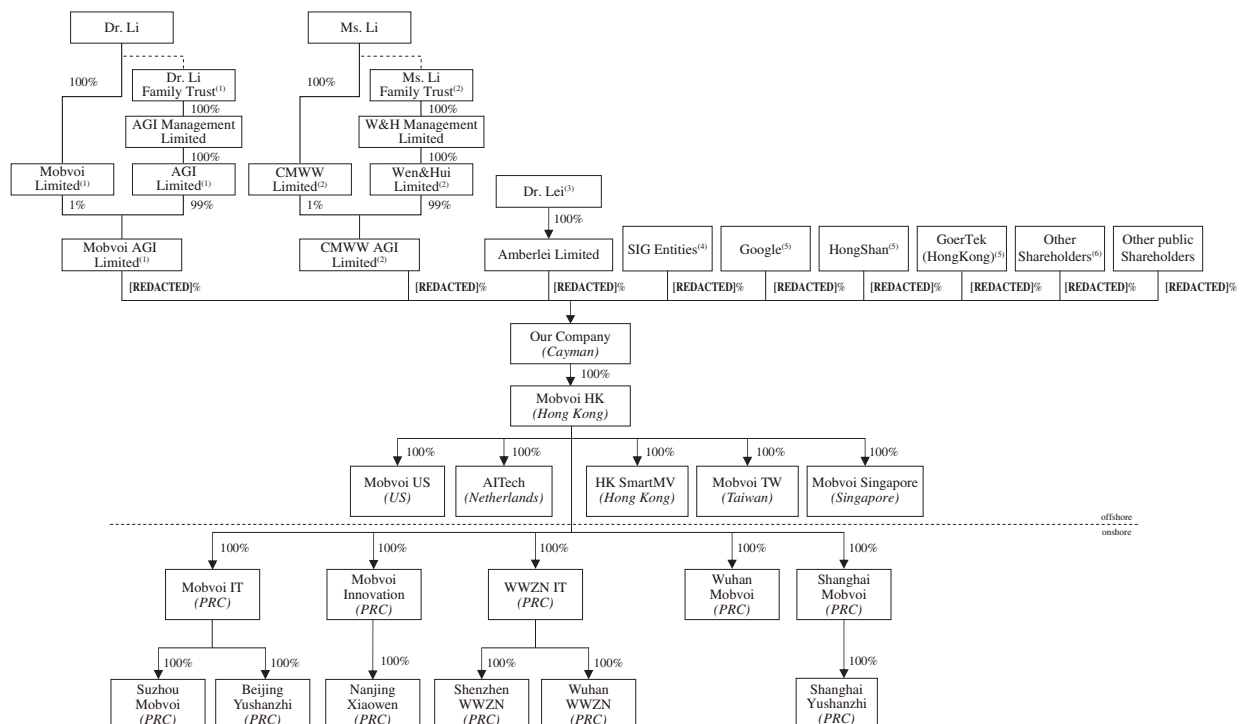 Dr. Li
Ms. Li
100%
Dr. Li
Family Trust(1)
100%
Ms. Li
Family Trust(2)
100%
100%
AGI Management
Limited
W&H Management
Limited
100%
100%
Mobvoi
Limited(1)
AGI
Limited(1)
CMWW
Limited(2)
Wen&Hui
Limited(2)
Dr. Lei(3)
1%
99%
1%
99%
100%
Mobvoi AGI
Limited(1)
CMWW AGI
Limited(2)
Amberlei Limited
SIG Entities(4)
Google(5)
HongShan(5)
GoerTek
(HongKong)(5)
Other
Shareholders(6)
Other public
Shareholders
[REDACTED]%
[REDACTED]%
[REDACTED]%
[REDACTED]%
[REDACTED]%
[REDACTED]%
[REDACTED]%
[REDACTED]%
[REDACTED]%
Our Company
(Cayman)
100%
Mobvoi HK
(Hong Kong)
100%
100%
100%
100%
100%
Mobvoi US
(US)
AITech
(Netherlands)
HK SmartMV
(Hong Kong)
Mobvoi TW
(Taiwan)
Mobvoi Singapore
(Singapore)
offshore
onshore
100%
100%
100%
100%
100%
Mobvoi IT
(PRC)
Mobvoi
Innovation
(PRC)
WWZN IT
(PRC)
Wuhan
Mobvoi
(PRC)
Shanghai
Mobvoi
(PRC)
100%
100%
100%
100%
100%
100%
Suzhou
Mobvoi
(PRC)
Beijing
Yushanzhi
(PRC)
Nanjing
Xiaowen
(PRC)
Shenzhen
WWZN
(PRC)
Wuhan
WWZN
(PRC)
Shanghai
Yushanzhi
(PRC)